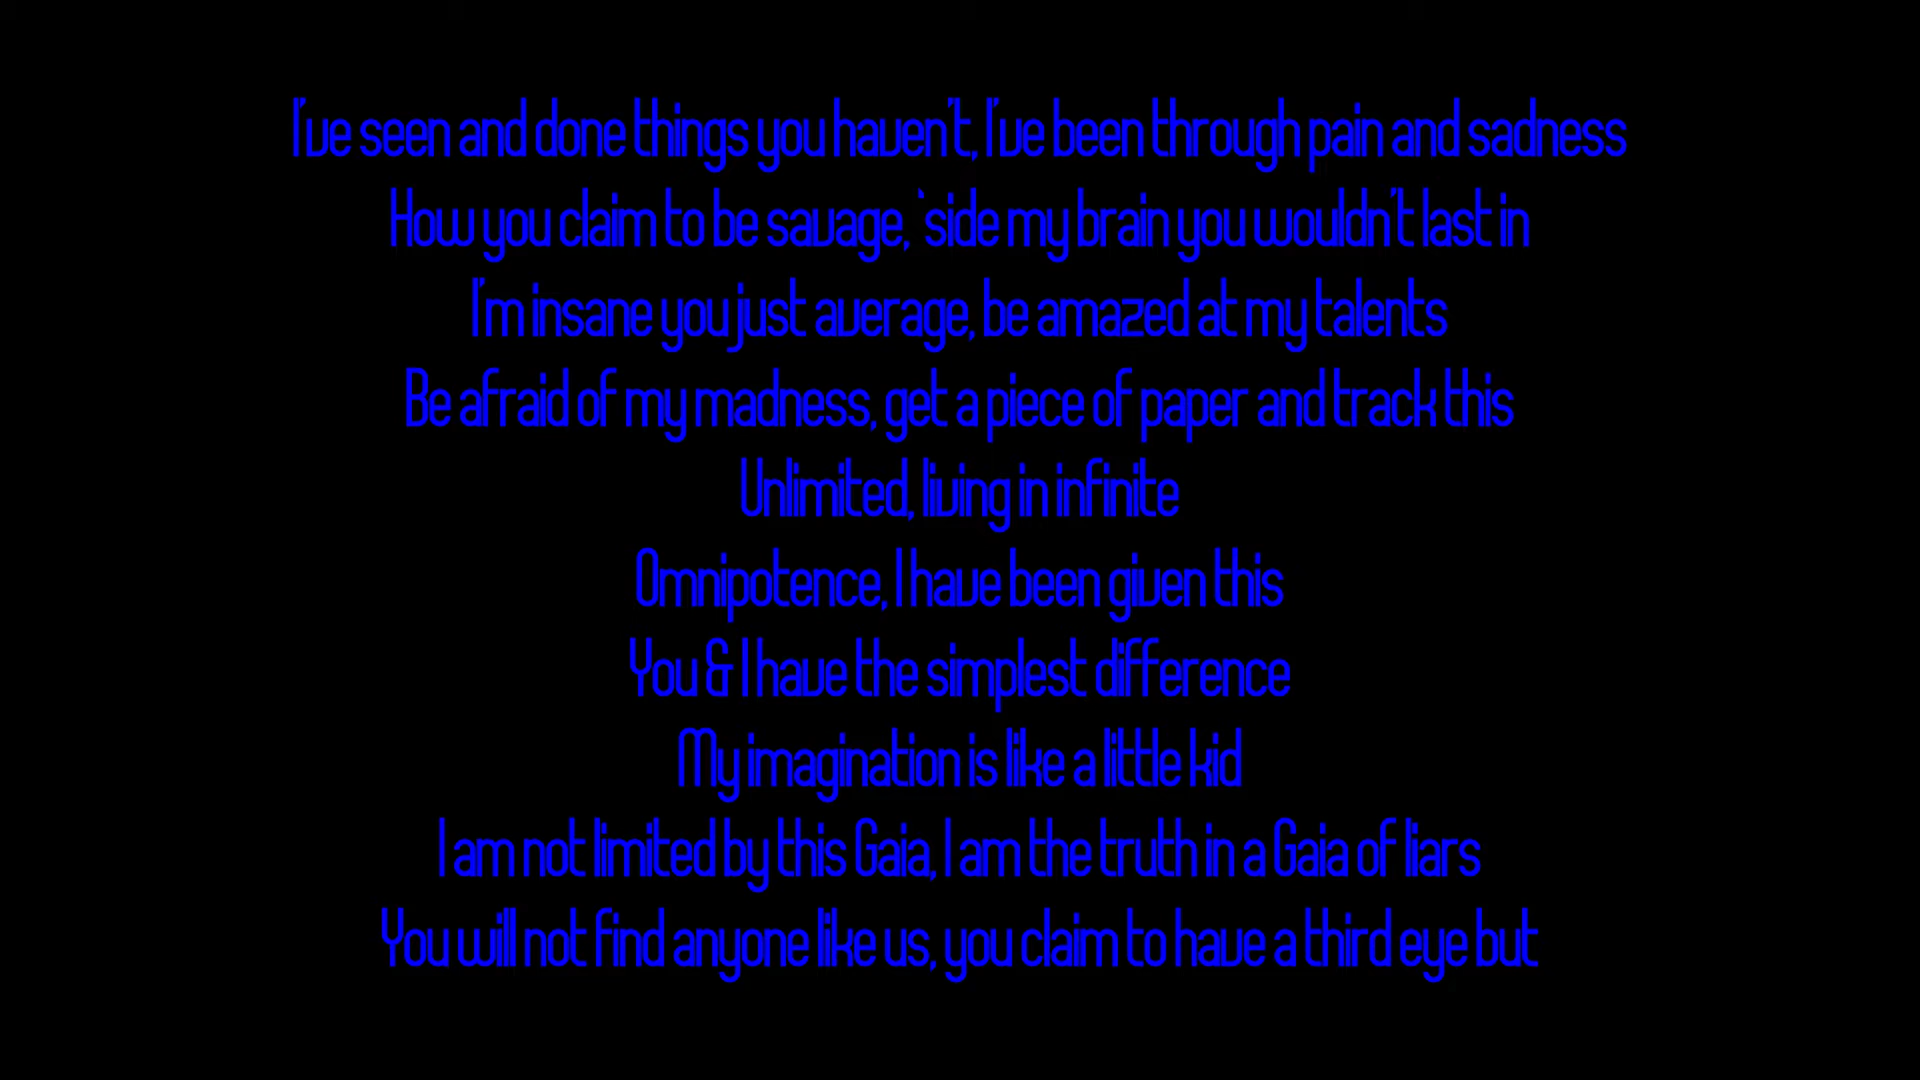 I've seen and done things you haven't, I've been through pain and sadness
How you claim to be savage, `side my brain you wouldn't last in
I'm insane you just average, be amazed at my talents
Be afraid of my madness, get a piece of paper and track this
Unlimited, living in infinite
Omnipotence, I have been given this
You & I have the simplest difference
My imagination is like a little kid
I am not limited by this Gaia, I am the truth in a Gaia of liars
You will not find anyone like us, you claim to have a third eye but